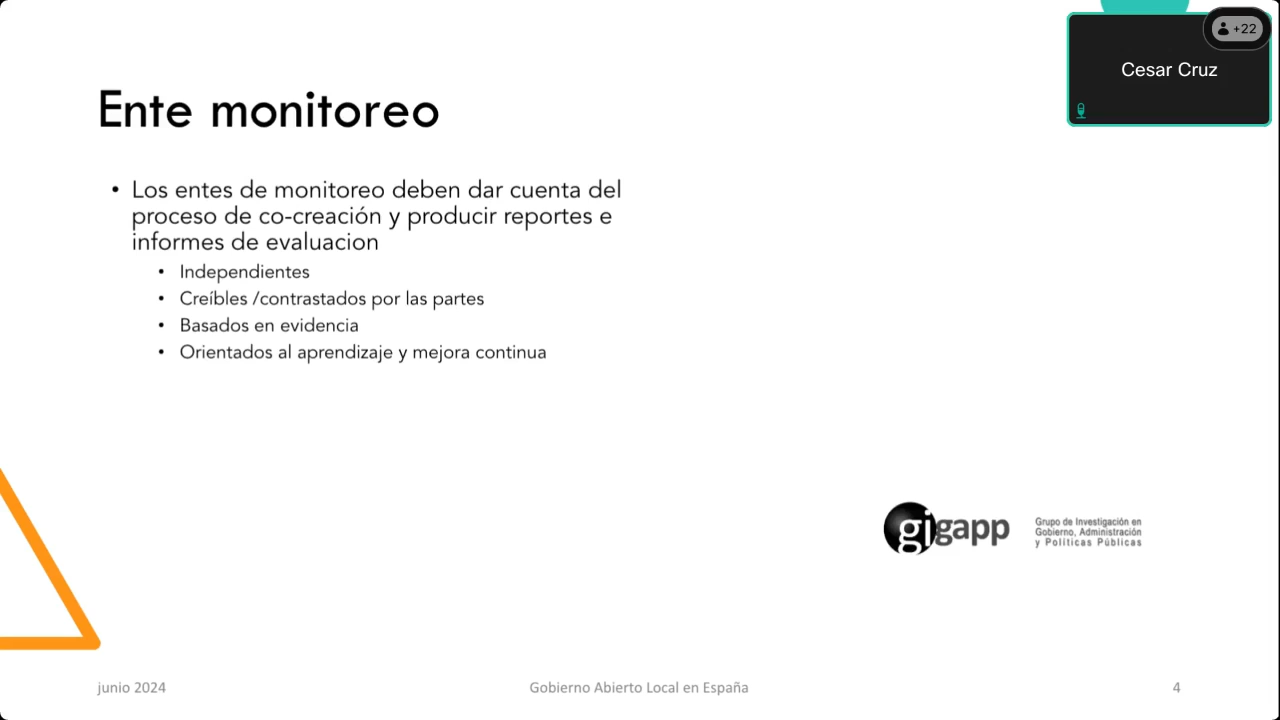 +22
Cesar Cruz
Ente monitoreo
• Los entes de monitoreo deben dar cuenta del
proceso de co-creación y producir reportes e
informes de evaluacion
• Independientes
• Creíbles /contrastados por las partes
• Basados en evidencia
• Orientados al aprendizaje y mejora continua
gigapp
Grupo de Investigación en
Gobierno, Administración
y Políticas Públicas
junio 2024
Gobierno Abierto Local en España
4